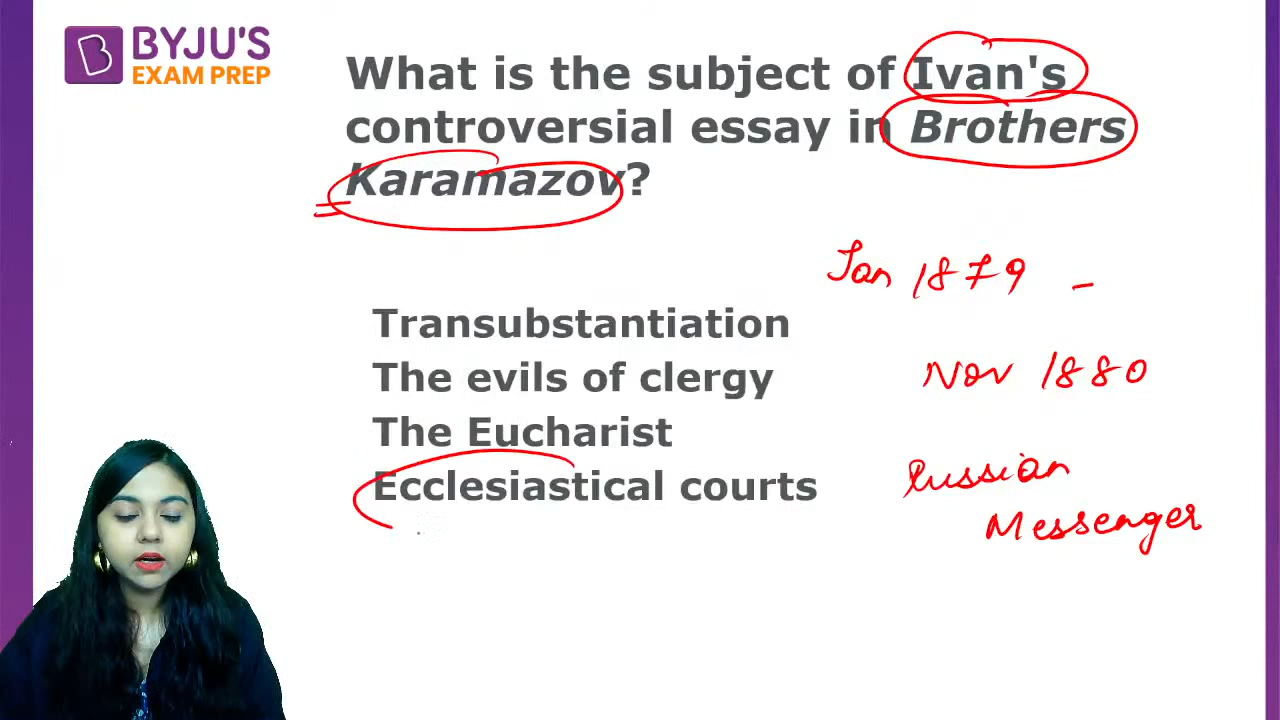 BYJU'S
EXAM PREP
What is the subject of Ivan's
controversial essay in Brothers
Karamazov?
Jan 1879 -
Transubstantiation
Nov 1880
The evils of clergy
The Eucharist
Ecclesiastical courts
Russian
Messenger